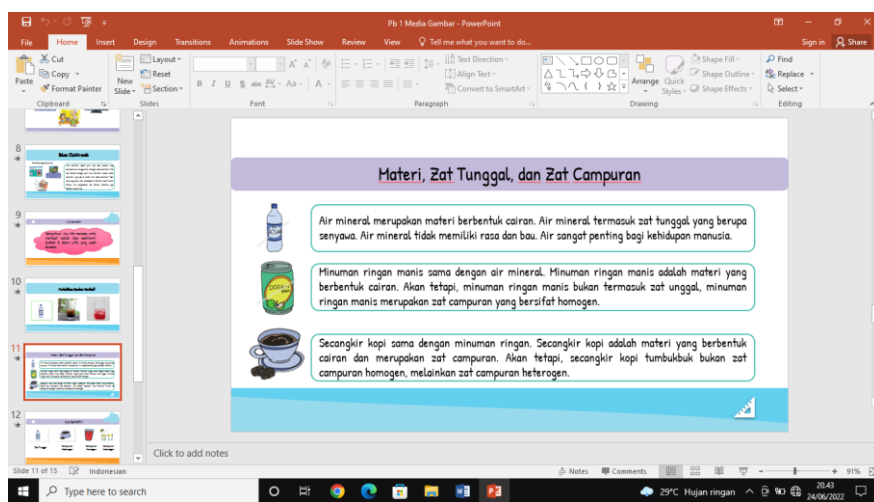 Pb 1 Media Gambar - PowerPoint
File Home Insert Design Transitions Animations Slide Show Review View Tell me what you want to do... Sign in Share
Paste
Cut
Copy
Format Painter
Clipboard
New Slide
Layout
Reset
Section
Slides
B I U S abc AV Aa A
Font
Paragraph
Text Direction
Align Text
Convert to SmartArt
Arrange
Quick Styles
Shape Fill
Shape Outline
Shape Effects
Drawing
Find
Replace
Select
Editing
8
9
10
11
12
Materi, Zat Tunggal, dan Zat Campuran
Air mineral merupakan materi berbentuk cairan. Air mineral termasuk zat tunggal yang berupa
senyawa. Air mineral tidak memiliki rasa dan bau. Air sangat penting bagi kehidupan manusia.
Minuman ringan manis sama dengan air mineral. Minuman ringan manis adalah materi yang
berbentuk cairan. Akan tetapi, minuman ringan manis bukan termasuk zat unggal, minuman
ringan manis merupakan zat campuran yang bersifat homogen.
Secangkir kopi sama dengan minuman ringan. Secangkir kopi adalah materi yang berbentuk
cairan dan merupakan zat campuran. Akan tetapi, secangkir kopi tumbukbuk bukan zat
campuran homogen, melainkan zat campuran heterogen.
Click to add notes
Slide 11 of 15 Indonesian Notes Comments 91%
Type here to search 29°C Hujan ringan 20.43
24/06/2022